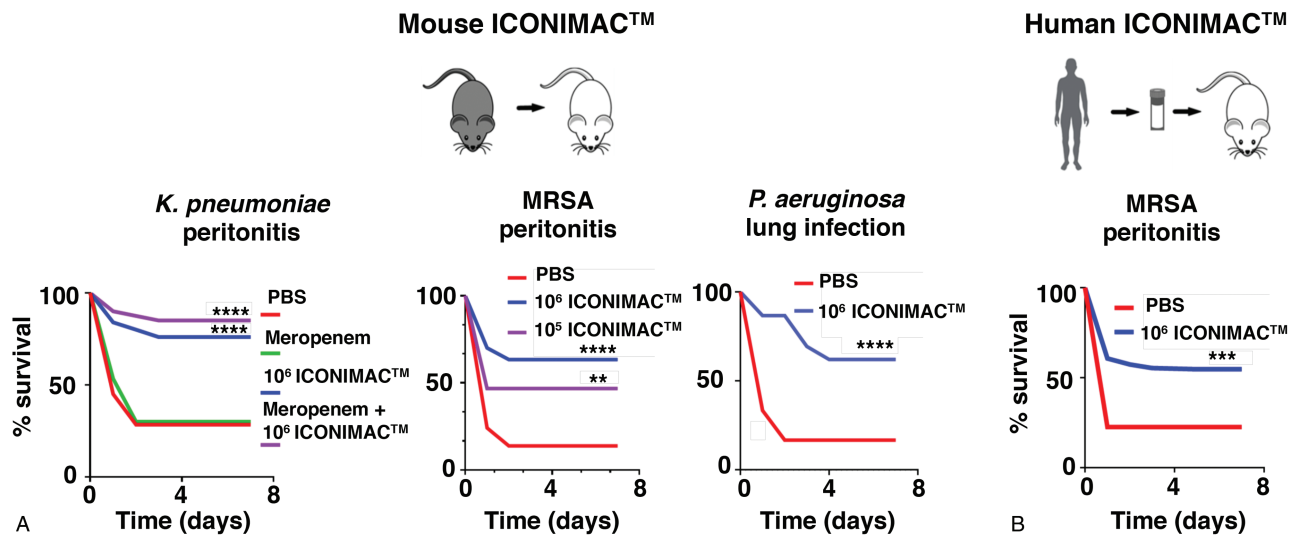 Mouse ICONIMAC™
Human ICONIMAC™
K. pneumoniae
peritonitis
100
50
0
% survival
0 4 8
Time (days)
PBS
Meropenem
10⁶ ICONIMAC™
Meropenem +
10⁶ ICONIMAC™
****
****
A
MRSA
peritonitis
100
50
0
0 4 8
Time (days)
PBS
10⁶ ICONIMAC™
10⁵ ICONIMAC™
****
**
P. aeruginosa
lung infection
100
50
0
0 4 8
Time (days)
PBS
10⁶ ICONIMAC™
****
B
MRSA
peritonitis
100
50
0
% survival
0 4 8
Time (days)
PBS
10⁶ ICONIMAC™
***